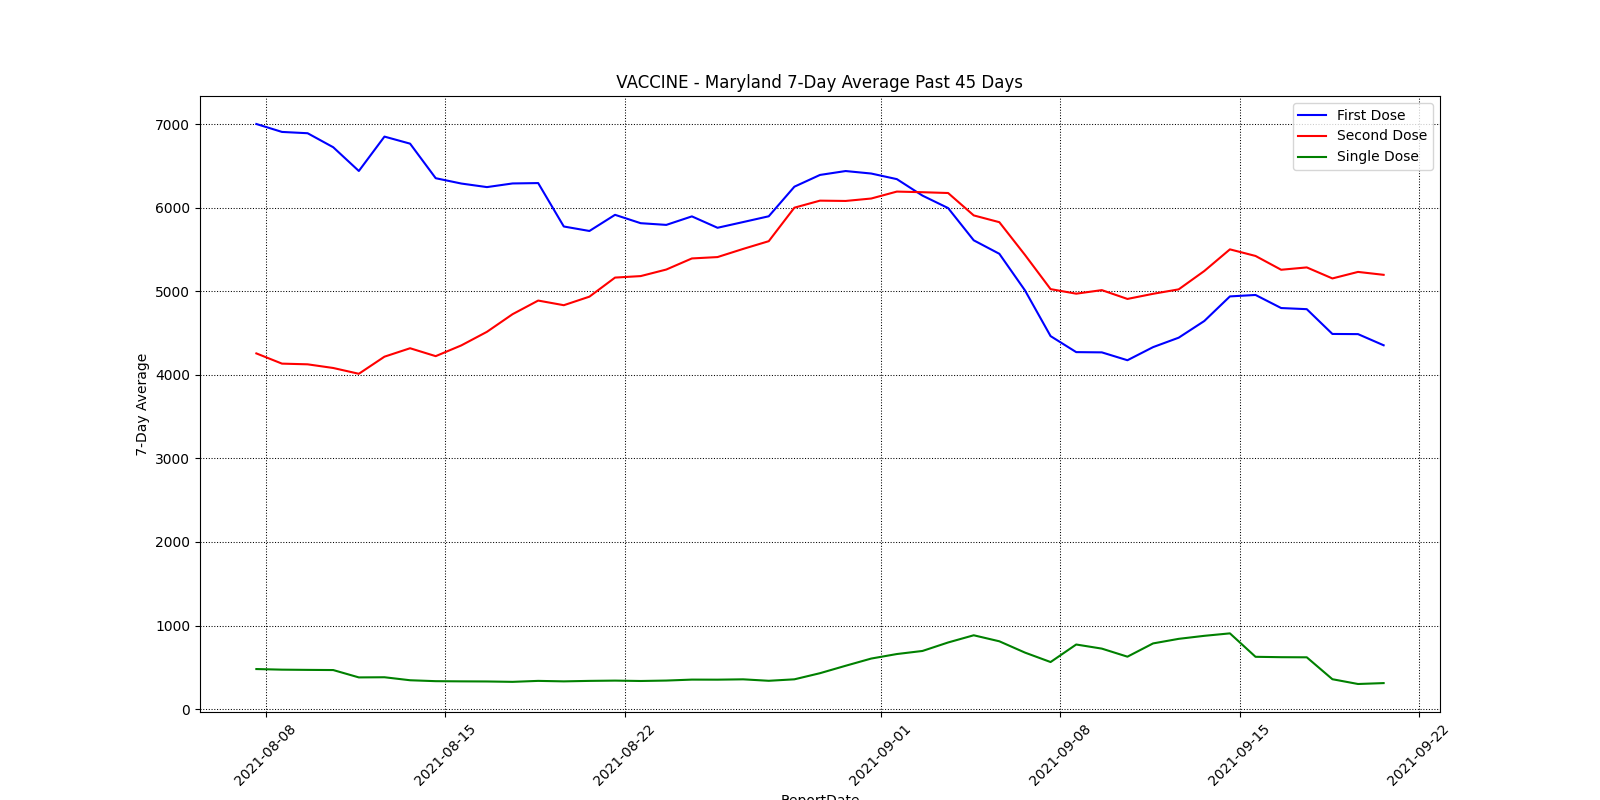 VACCINE - Maryland 7-Day Average Past 45 Days
First Dose
Second Dose
Single Dose
7000
6000
5000
4000
3000
2000
1000
0
7-Day Average
2021-08-08
2021-08-15
2021-08-22
2021-09-01
2021-09-08
2021-09-15
2021-09-22
ReportDate